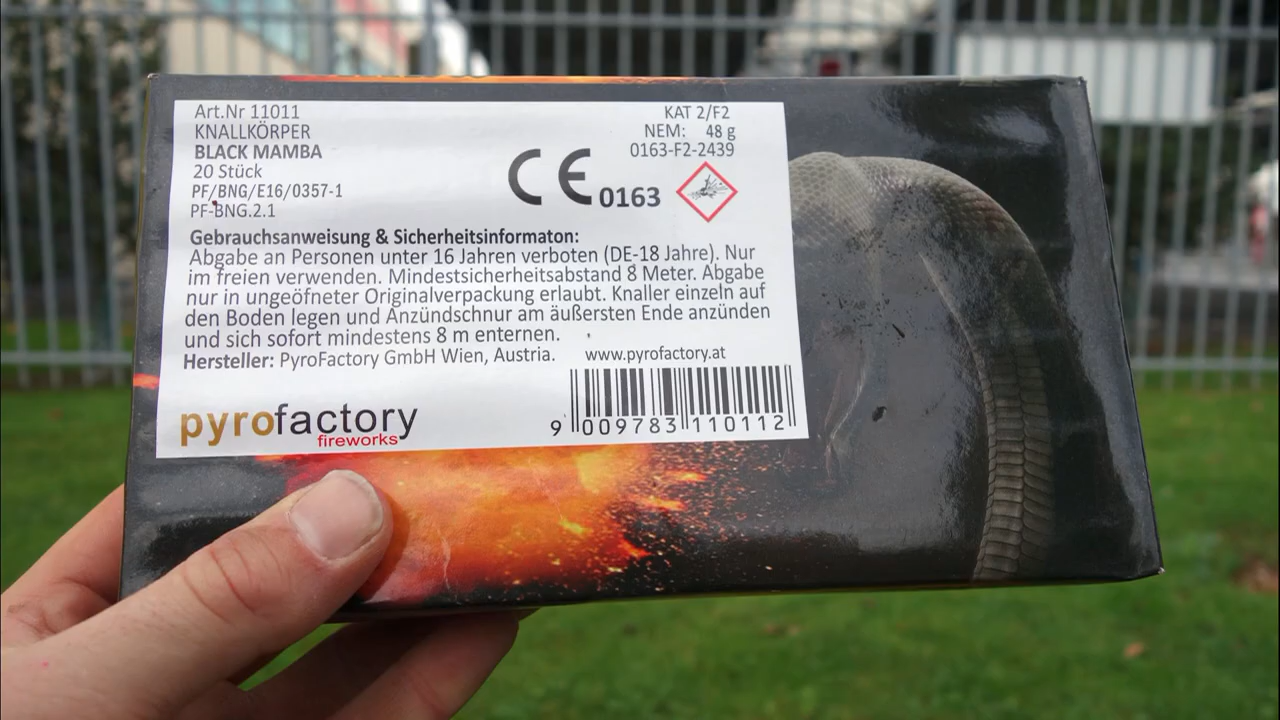 Art.Nr 11011
KNALLKÖRPER
BLACK MAMBA
20 Stück
PF/BNG/E16/0357-1
PF-BNG.2.1
KAT 2/F2
NEM: 48 g
0163-F2-2439
CE 0163
Gebrauchsanweisung & Sicherheitsinformaton:
Abgabe an Personen unter 16 Jahren verboten (DE-18 Jahre). Nur
im freien verwenden. Mindestsicherheitsabstand 8 Meter. Abgabe
nur in ungeöfneter Originalverpackung erlaubt. Knaller einzeln auf
den Boden legen und Anzündschnur am äußersten Ende anzünden
und sich sofort mindestens 8 m enternen.
Hersteller: PyroFactory GmbH Wien, Austria. www.pyrofactory.at
pyrofactory
fireworks
9 009783 110112